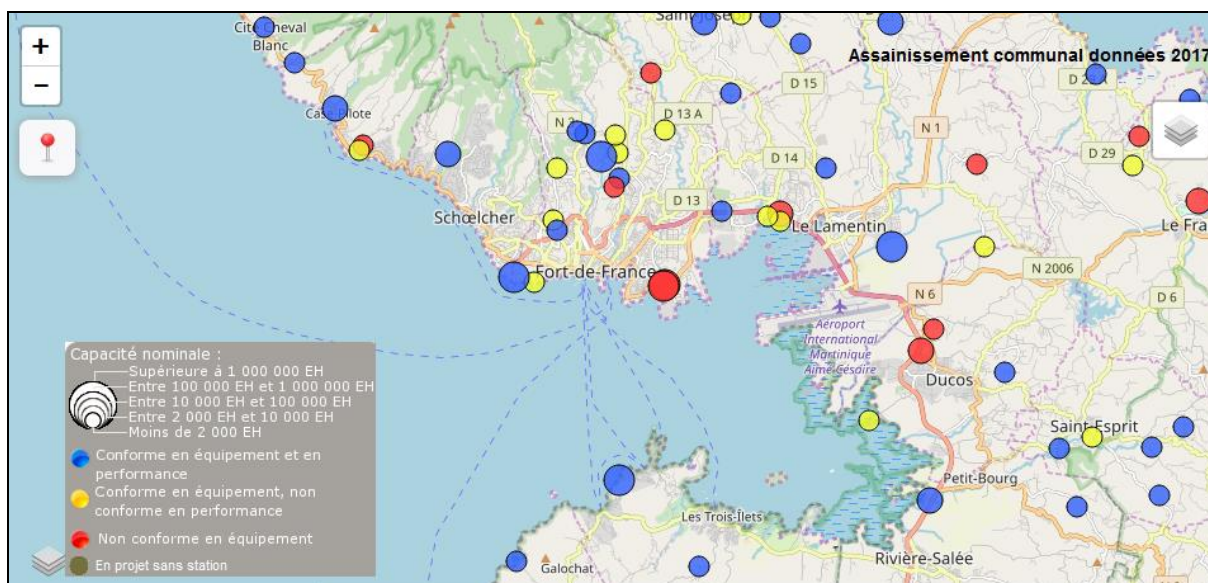 +
−
Cité Cheval
Blanc
Saint-Joseph
Assainissement communal données 2017
D 15
Case-Pilote
N 3
D 13 A
N 1
D 14
D 29
D 13
Schœlcher
Le Lamentin
Le Fra
Fort-de-France
N 2006
N 6
D 6
Aéroport
International
Martinique
Aimé Césaire
Ducos
Saint-Esprit
Petit-Bourg
Les Trois-Îlets
Rivière-Salée
Galochat
Capacité nominale :
Supérieure á 1 000 000 EH
Entre 100 000 EH et 1 000 000 EH
Entre 10 000 EH et 100 000 EH
Entre 2 000 EH et 10 000 EH
Moins de 2 000 EH
Conforme en équipement et en
performance
Conforme en équipement, non
conforme en performance
Non conforme en équipement
En projet sans station